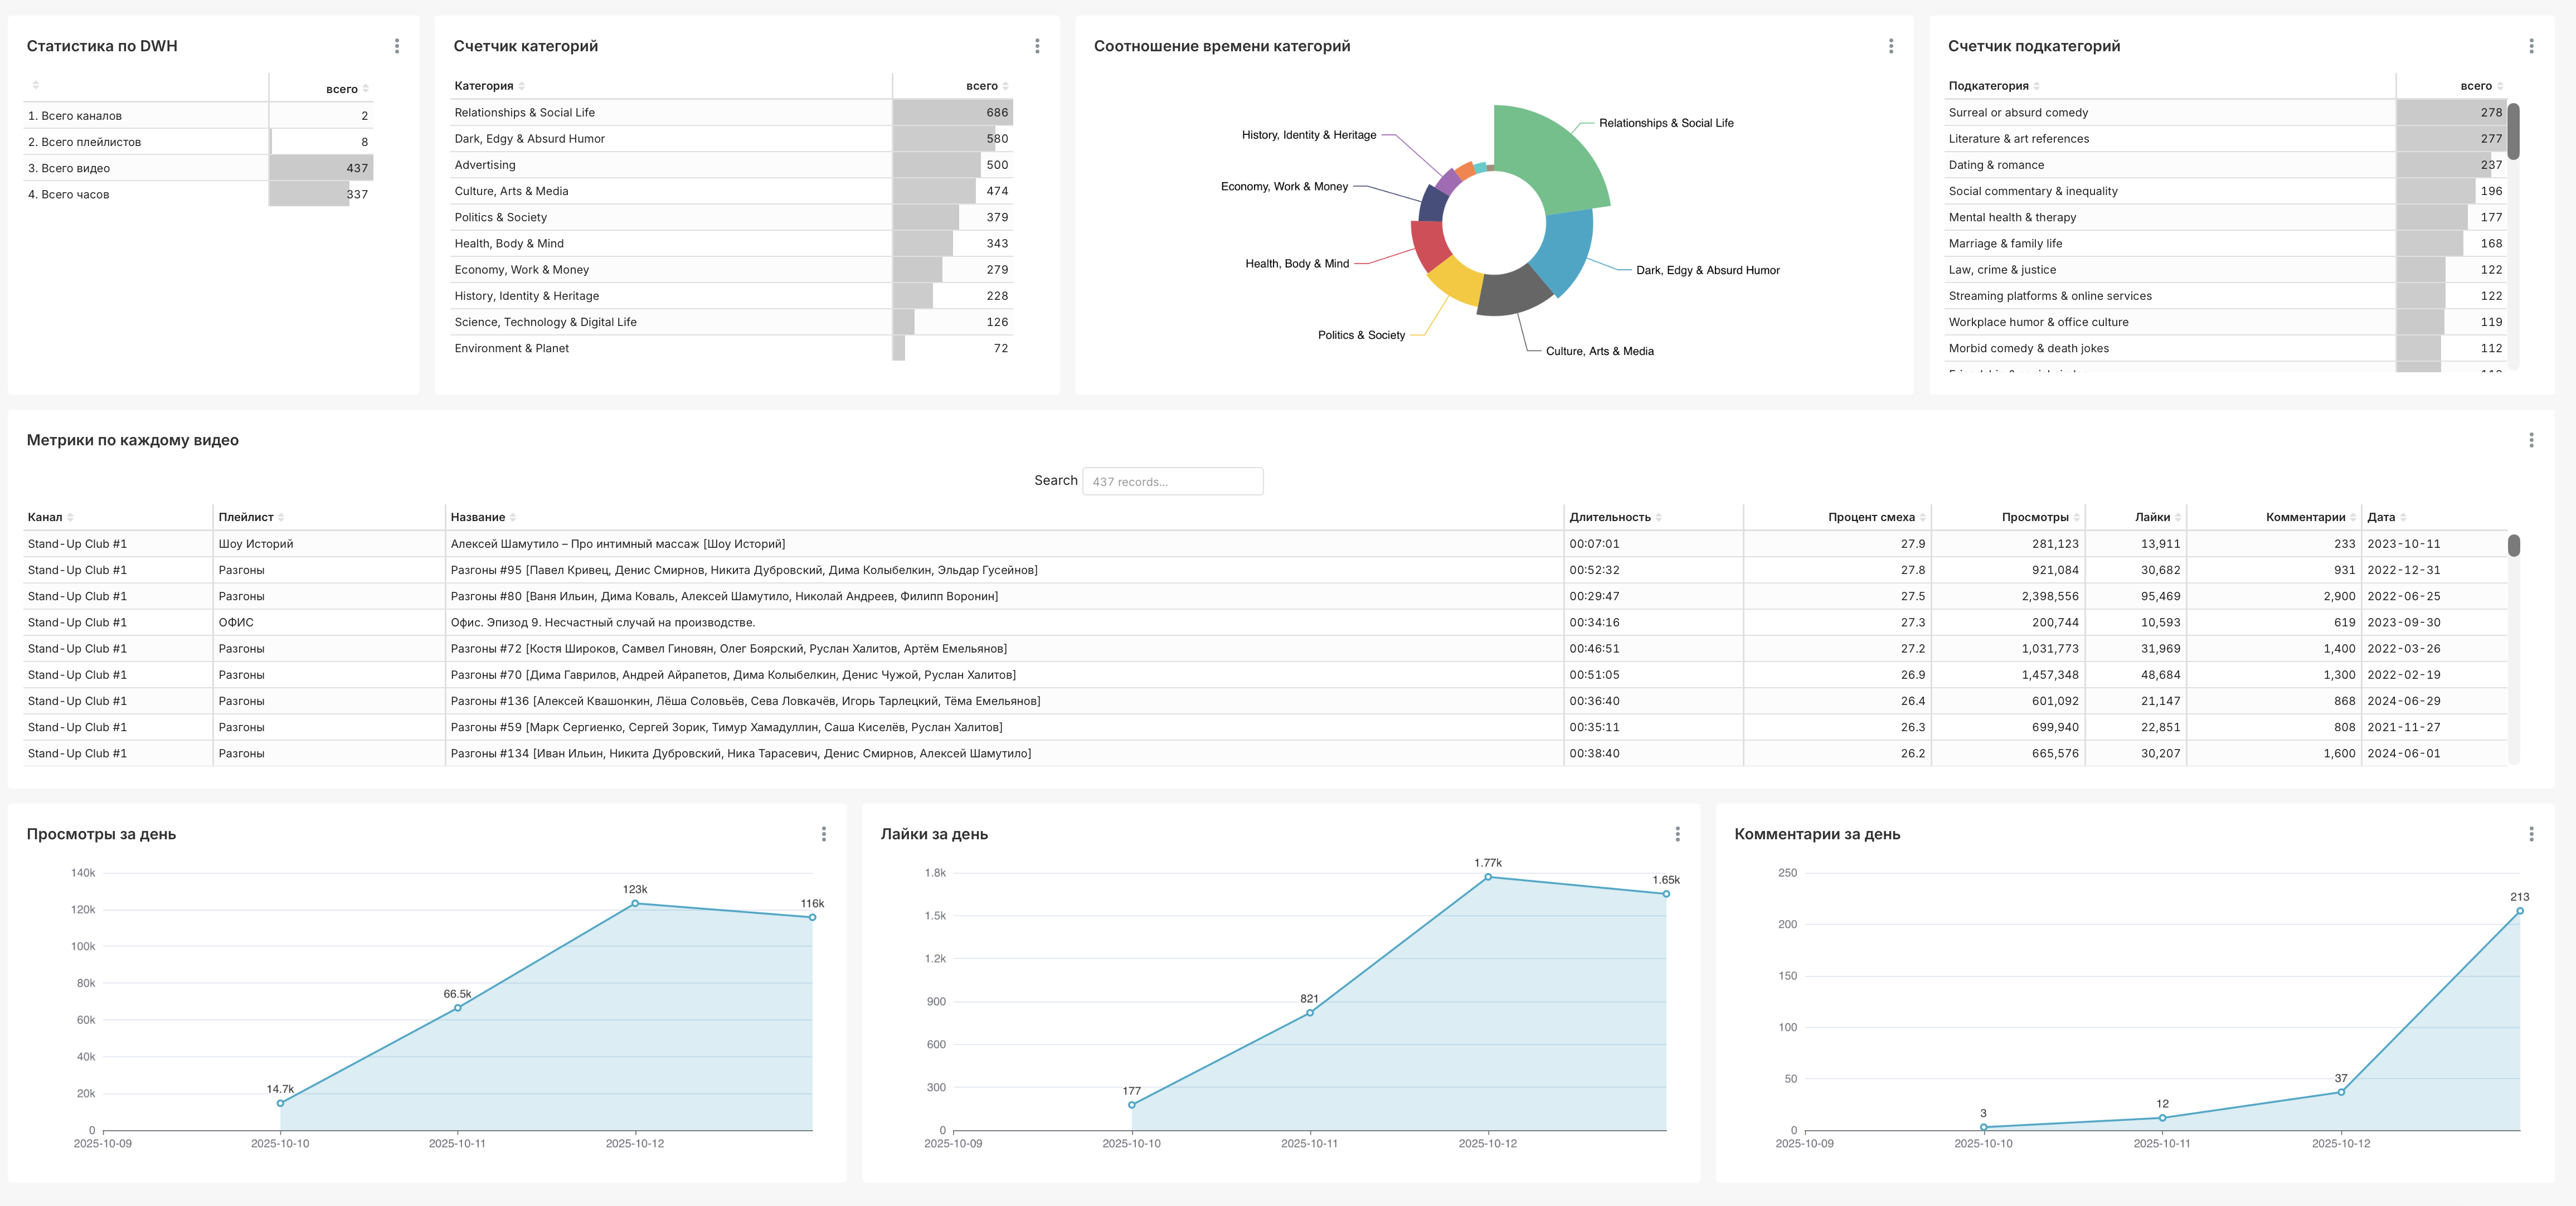 Статистика по DWH
всего
1. Всего каналов 2
2. Всего плейлистов 8
3. Всего видео 437
4. Всего часов 337
Счетчик категорий
Категория всего
Relationships & Social Life 686
Dark, Edgy & Absurd Humor 580
Advertising 500
Culture, Arts & Media 474
Politics & Society 379
Health, Body & Mind 343
Economy, Work & Money 279
History, Identity & Heritage 228
Science, Technology & Digital Life 126
Environment & Planet 72
Соотношение времени категорий
Relationships & Social Life
History, Identity & Heritage
Economy, Work & Money
Health, Body & Mind
Dark, Edgy & Absurd Humor
Politics & Society
Culture, Arts & Media
Счетчик подкатегорий
Подкатегория всего
Surreal or absurd comedy 278
Literature & art references 277
Dating & romance 237
Social commentary & inequality 196
Mental health & therapy 177
Marriage & family life 168
Law, crime & justice 122
Streaming platforms & online services 122
Workplace humor & office culture 119
Morbid comedy & death jokes 112
Метрики по каждому видео
Search 437 records...
Канал Плейлист Название Длительность Процент смеха Просмотры Лайки Комментарии Дата
Stand-Up Club #1 Шоу Историй Алексей Шамутило – Про интимный массаж [Шоу Историй] 00:07:01 27.9 281,123 13,911 233 2023-10-11
Stand-Up Club #1 Разгоны Разгоны #95 [Павел Кривец, Денис Смирнов, Никита Дубровский, Дима Колыбелкин, Эльдар Гусейнов] 00:52:32 27.8 921,084 30,682 931 2022-12-31
Stand-Up Club #1 Разгоны Разгоны #80 [Ваня Ильин, Дима Коваль, Алексей Шамутило, Николай Андреев, Филипп Воронин] 00:29:47 27.5 2,398,556 95,469 2,900 2022-06-25
Stand-Up Club #1 ОФИС Офис. Эпизод 9. Несчастный случай на производстве. 00:34:16 27.3 200,744 10,593 619 2023-09-30
Stand-Up Club #1 Разгоны Разгоны #72 [Костя Широков, Самвел Гиновян, Олег Боярский, Руслан Халитов, Артём Емельянов] 00:46:51 27.2 1,031,773 31,969 1,400 2022-03-26
Stand-Up Club #1 Разгоны Разгоны #70 [Дима Гаврилов, Андрей Айрапетов, Дима Колыбелкин, Денис Чужой, Руслан Халитов] 00:51:05 26.9 1,457,348 48,684 1,300 2022-02-19
Stand-Up Club #1 Разгоны Разгоны #136 [Алексей Квашонкин, Лёша Соловьёв, Сева Ловкачёв, Игорь Тарлецкий, Тёма Емельянов] 00:36:40 26.4 601,092 21,147 868 2024-06-29
Stand-Up Club #1 Разгоны Разгоны #59 [Марк Сергиенко, Сергей Зорик, Тимур Хамадуллин, Саша Киселёв, Руслан Халитов] 00:35:11 26.3 699,940 22,851 808 2021-11-27
Stand-Up Club #1 Разгоны Разгоны #134 [Иван Ильин, Никита Дубровский, Ника Тарасевич, Денис Смирнов, Алексей Шамутило] 00:38:40 26.2 665,576 30,207 1,600 2024-06-01
Просмотры за день
140k
123k
116k
120k
100k
80k
66.5k
60k
40k
14.7k
20k
0
2025-10-09 2025-10-10 2025-10-11 2025-10-12
Лайки за день
1.77k
1.8k
1.65k
1.5k
1.2k
900
821
600
300
177
0
2025-10-09 2025-10-10 2025-10-11 2025-10-12
Комментарии за день
250
213
200
150
100
50
37
12
3
0
2025-10-09 2025-10-10 2025-10-11 2025-10-12